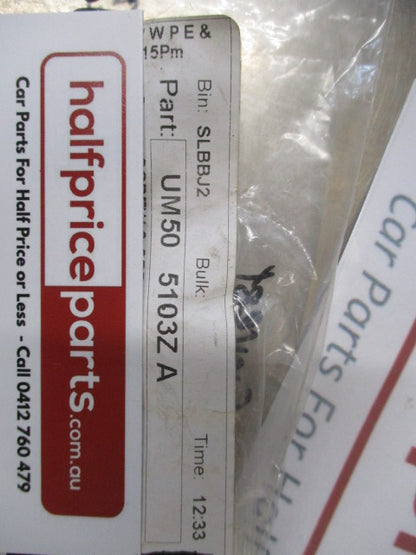 halfpriceparts.com.au
Car Parts For Half Price or Less - Call 0412 760 479
WPE &
15Pm
Bin: SLBBJ2 Bulk: Time: 12:33
Part: UM50 5103Z A
Car Parts For Half